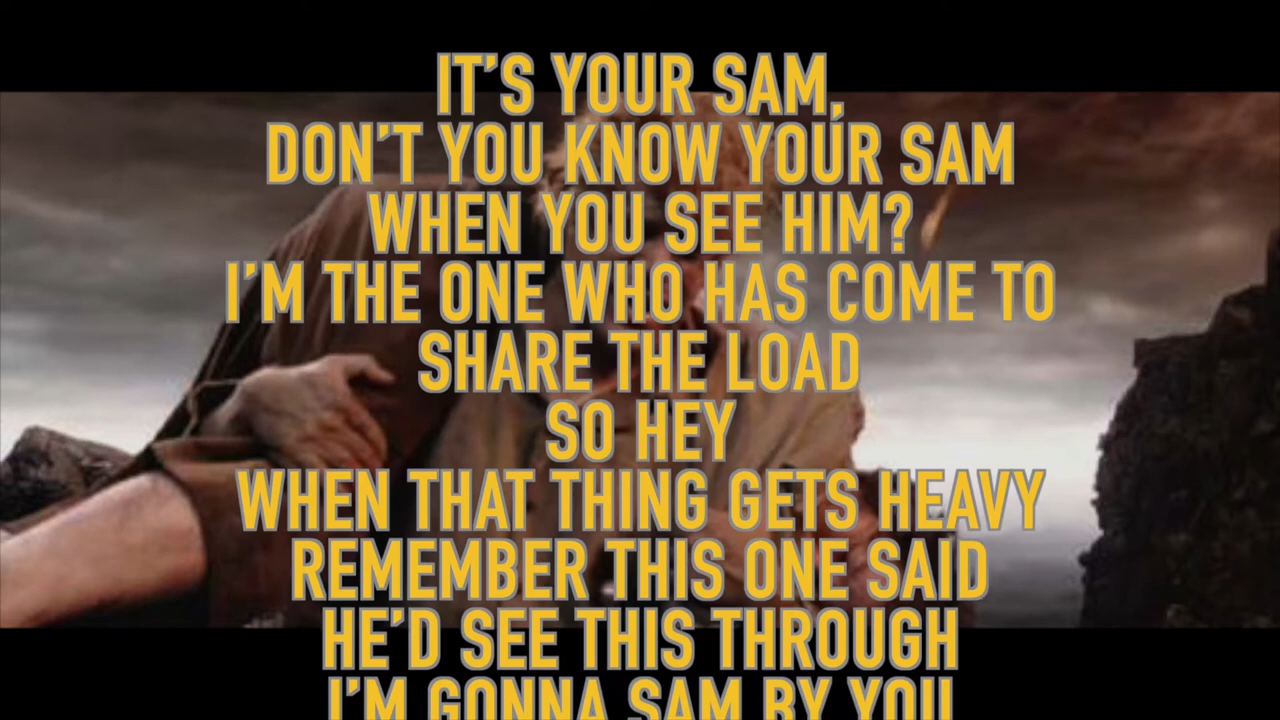 IT'S YOUR SAM,
DON'T YOU KNOW YOUR SAM
WHEN YOU SEE HIM?
I'M THE ONE WHO HAS COME TO
SHARE THE LOAD
SO HEY
WHEN THAT THING GETS HEAVY
REMEMBER THIS ONE SAID
HE'D SEE THIS THROUGH
I'M GONNA SAM BY YOU